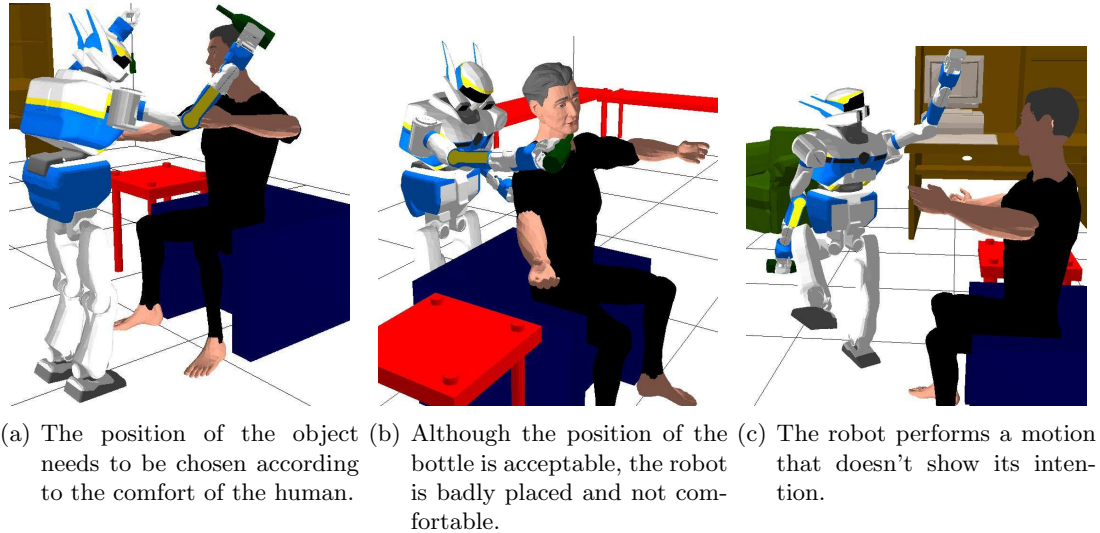 (a) The position of the object
needs to be chosen according
to the comfort of the human.
(b) Although the position of the
bottle is acceptable, the robot
is badly placed and not com-
fortable.
(c) The robot performs a motion
that doesn't show its inten-
tion.